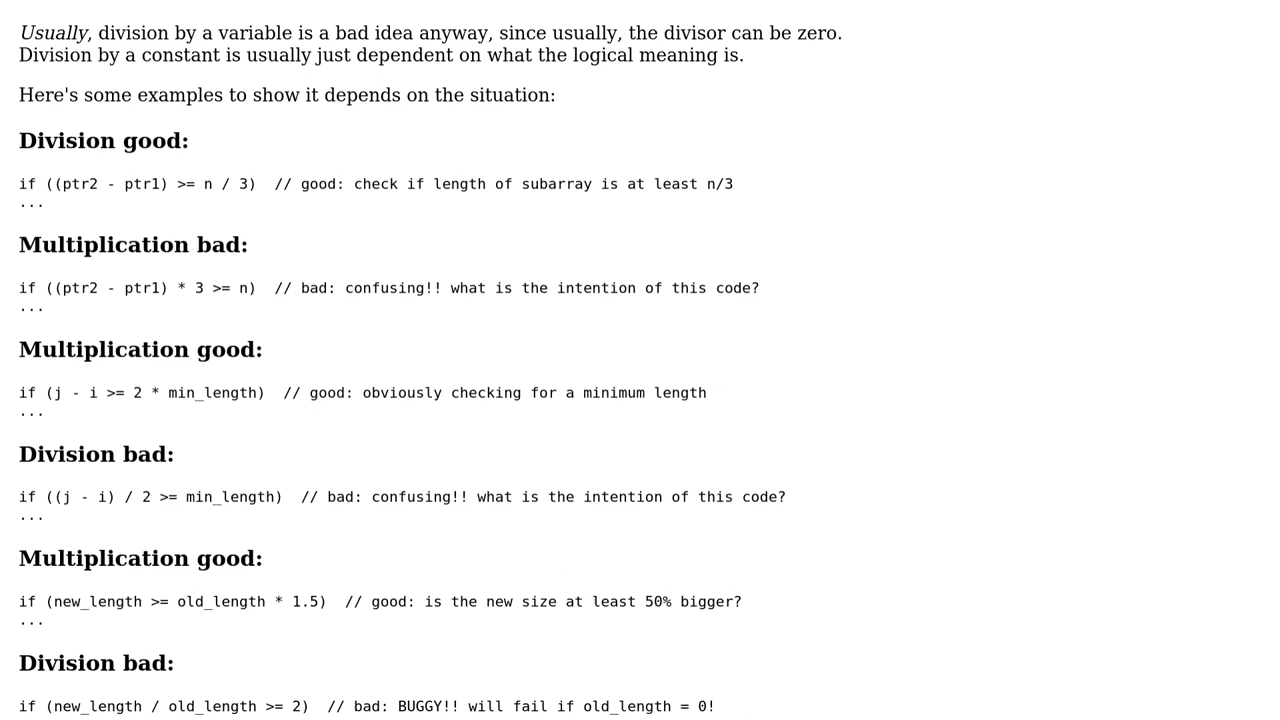 Usually, division by a variable is a bad idea anyway, since usually, the divisor can be zero.
Division by a constant is usually just dependent on what the logical meaning is.
Here's some examples to show it depends on the situation:
Division good:
if ((ptr2 - ptr1) >= n / 3)  // good: check if length of subarray is at least n/3
...
Multiplication bad:
if ((ptr2 - ptr1) * 3 >= n)  // bad: confusing!! what is the intention of this code?
...
Multiplication good:
if (j - i >= 2 * min_length)  // good: obviously checking for a minimum length
...
Division bad:
if ((j - i) / 2 >= min_length)  // bad: confusing!! what is the intention of this code?
...
Multiplication good:
if (new_length >= old_length * 1.5)  // good: is the new size at least 50% bigger?
...
Division bad:
if (new_length / old_length >= 2)  // bad: BUGGY!! will fail if old_length = 0!